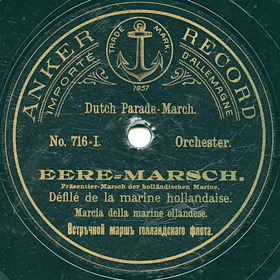 ANKER RECORD
TRADE MARK
IMPORTÉ D'ALLEMAGNE
1957
Dutch Parade-March.
No. 716-I. Orchester.
EERE=MARSCH.
Präsentier-Marsch der holländischen Marine.
Défilé de la marine hollandaise.
Marcia della marine ollandese.
Встрѣчной маршъ голландскаго флота.